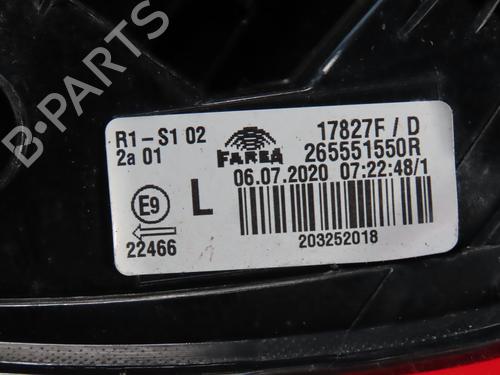 R1-S1 02
2a 01
FAREA
17827F / D
265551550R
06.07.2020 07:22:48/1
E9
L
22466
203252018
B-PARTS